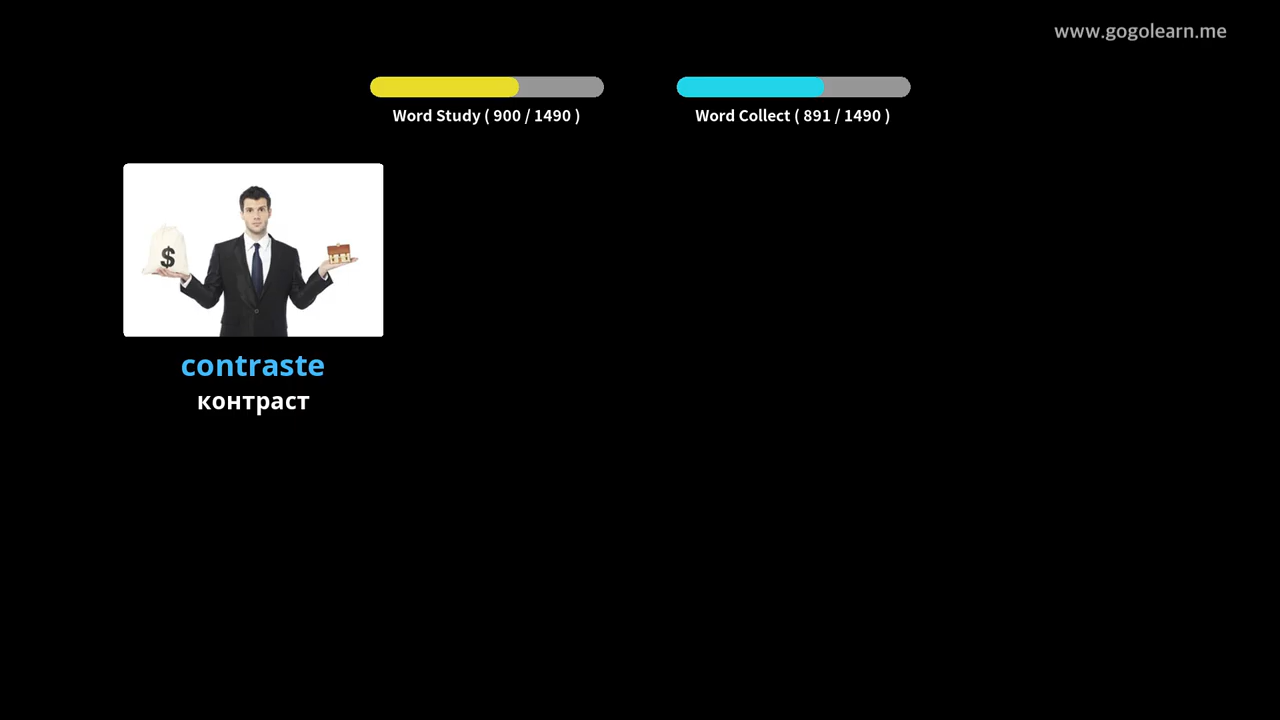 www.gogolearn.me
Word Study ( 900 / 1490 )
Word Collect ( 891 / 1490 )
$
contraste
контраст